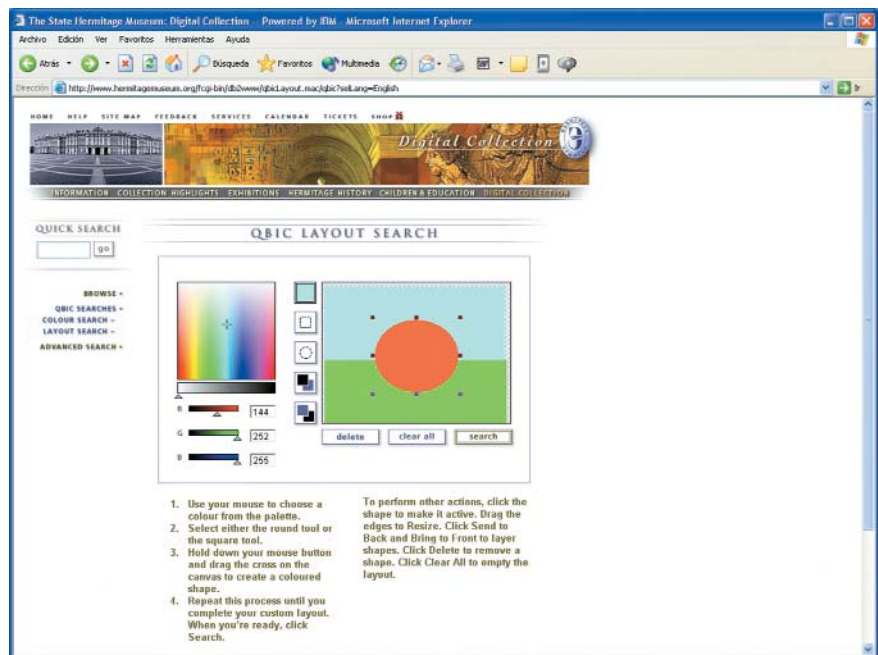 The State Hermitage Museum: Digital Collection -- Powered by IBM - Microsoft Internet Explorer
Archivo Edición Ver Favoritos Herramientas Ayuda
Atrás Búsqueda Favoritos Multimedia
Dirección http://www.hermitagemuseum.org/fcgi-bin/db2www/qbicLayout.mac/qbic?selLang=English Ir
HOME HELP SITE MAP FEEDBACK SERVICES CALENDAR TICKETS SHOP
Digital Collection
INFORMATION COLLECTION HIGHLIGHTS EXHIBITIONS HERMITAGE HISTORY CHILDREN & EDUCATION DIGITAL COLLECTION
QUICK SEARCH
go
BROWSE
QBIC SEARCHES
COLOUR SEARCH
LAYOUT SEARCH
ADVANCED SEARCH
QBIC LAYOUT SEARCH
R 144
G 252
B 255
delete clear all search
1. Use your mouse to choose a
colour from the palette.
2. Select either the round tool or
the square tool.
3. Hold down your mouse button
and drag the cross on the
canvas to create a coloured
shape.
4. Repeat this process until you
complete your custom layout.
When you're ready, click
Search.
To perform other actions, click the
shape to make it active. Drag the
edges to Resize. Click Send to
Back and Bring to Front to layer
shapes. Click Delete to remove a
shape. Click Clear All to empty the
layout.